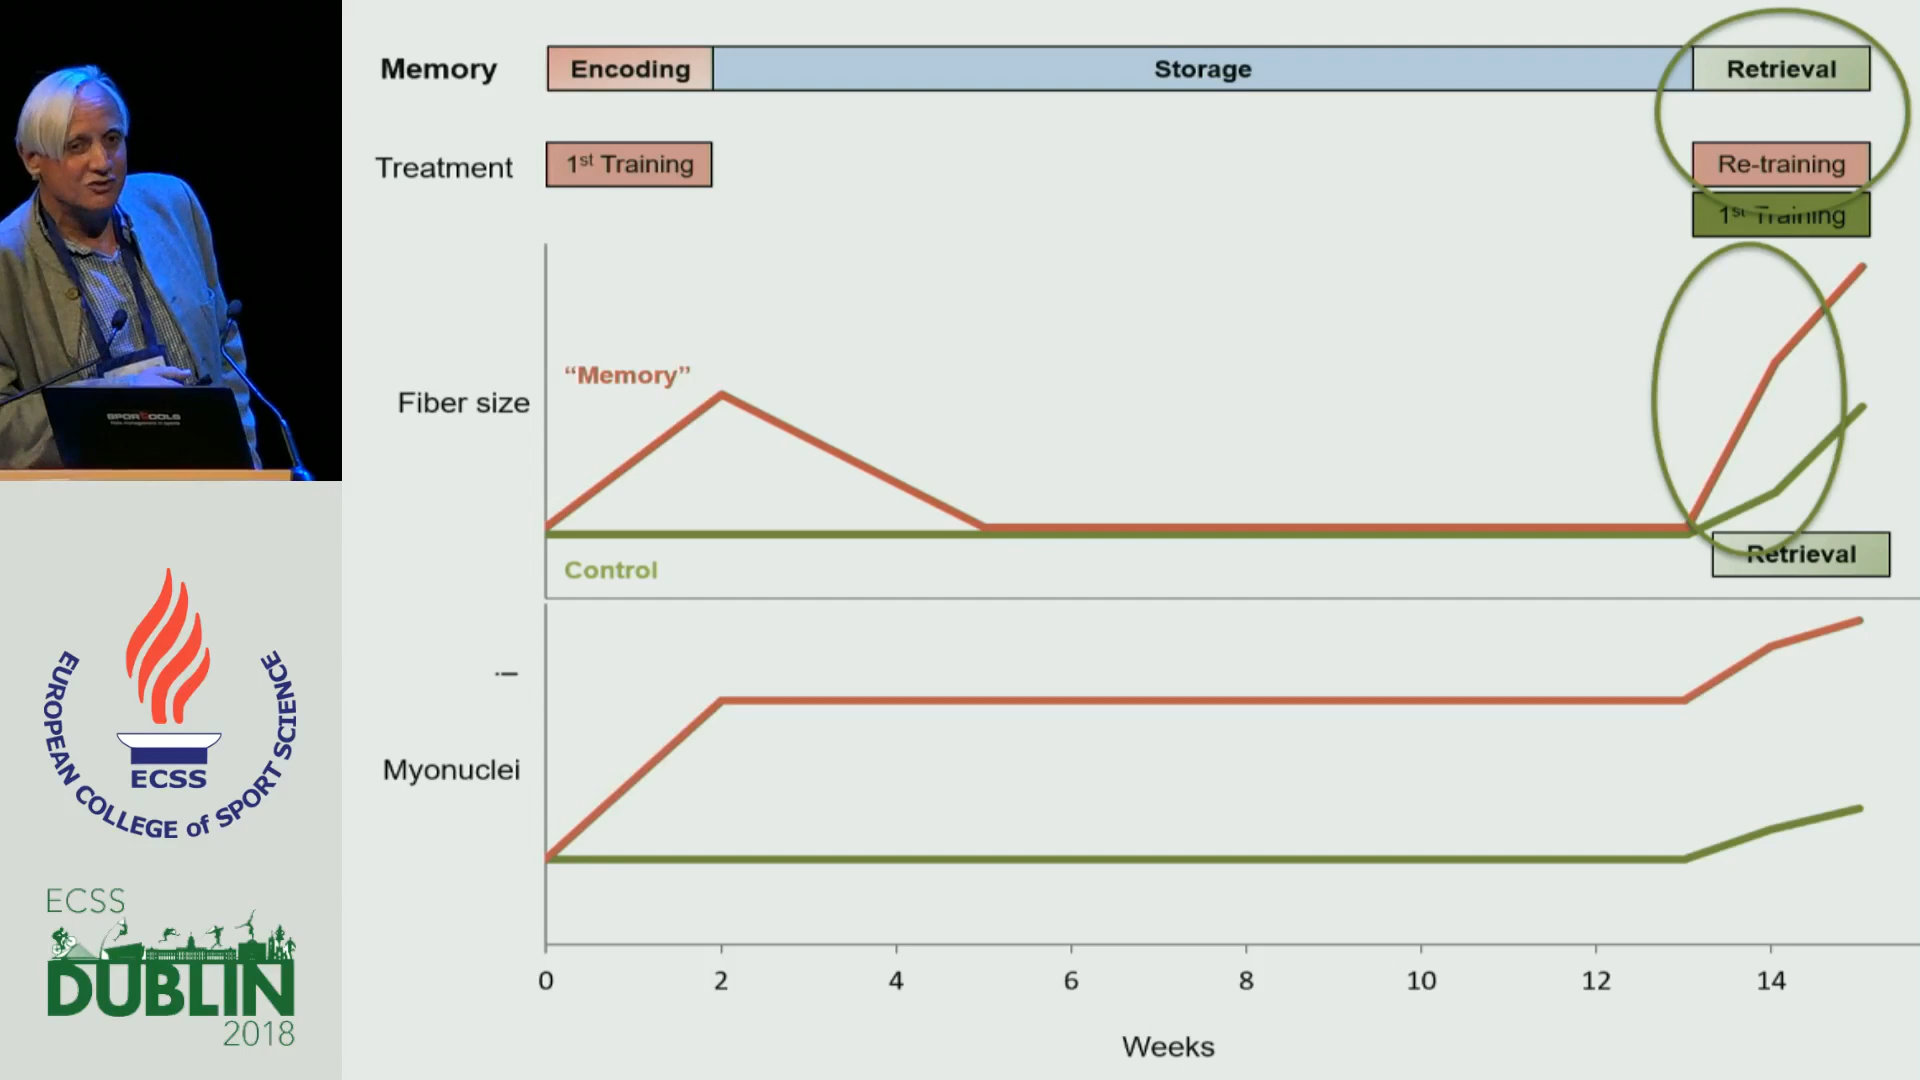 Memory
Encoding
Storage
Retrieval
Treatment
1st Training
Re-training
1st Training
Fiber size
“Memory”
Control
Retrieval
Myonuclei
0 2 4 6 8 10 12 14
Weeks
EUROPEAN COLLEGE of SPORT SCIENCE
ECSS
ECSS
DUBLIN
2018